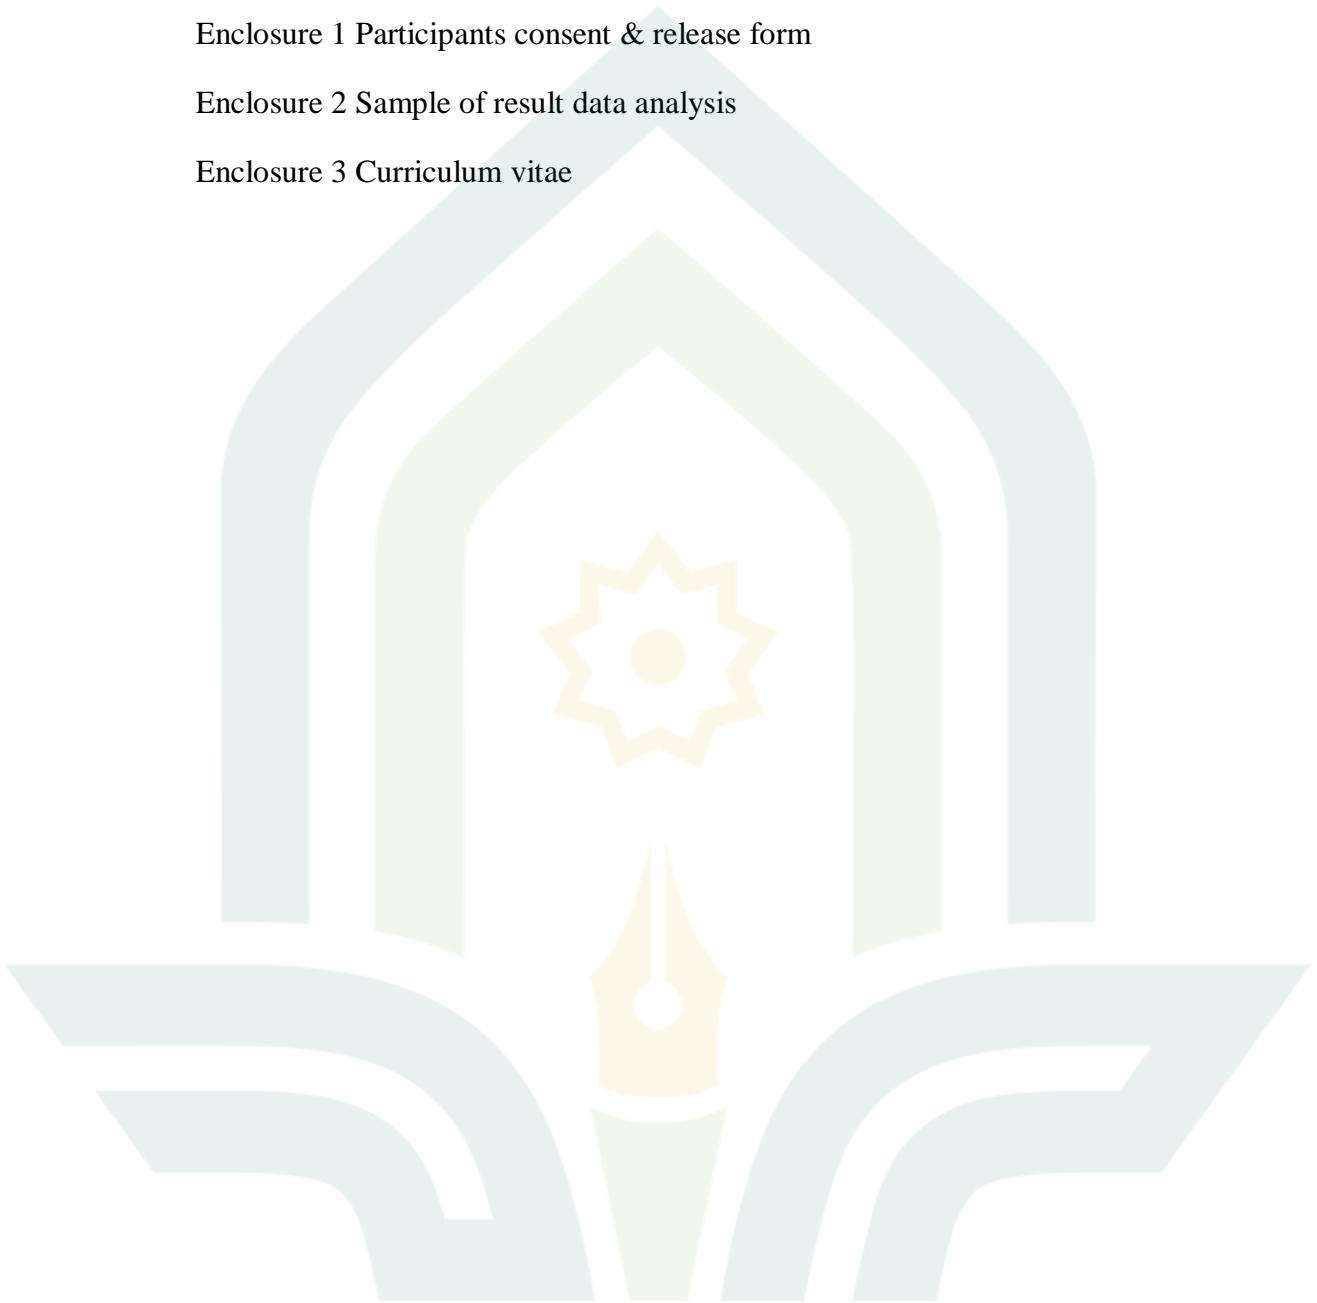 Enclosure 1 Participants consent & release form
Enclosure 2 Sample of result data analysis
Enclosure 3 Curriculum vitae